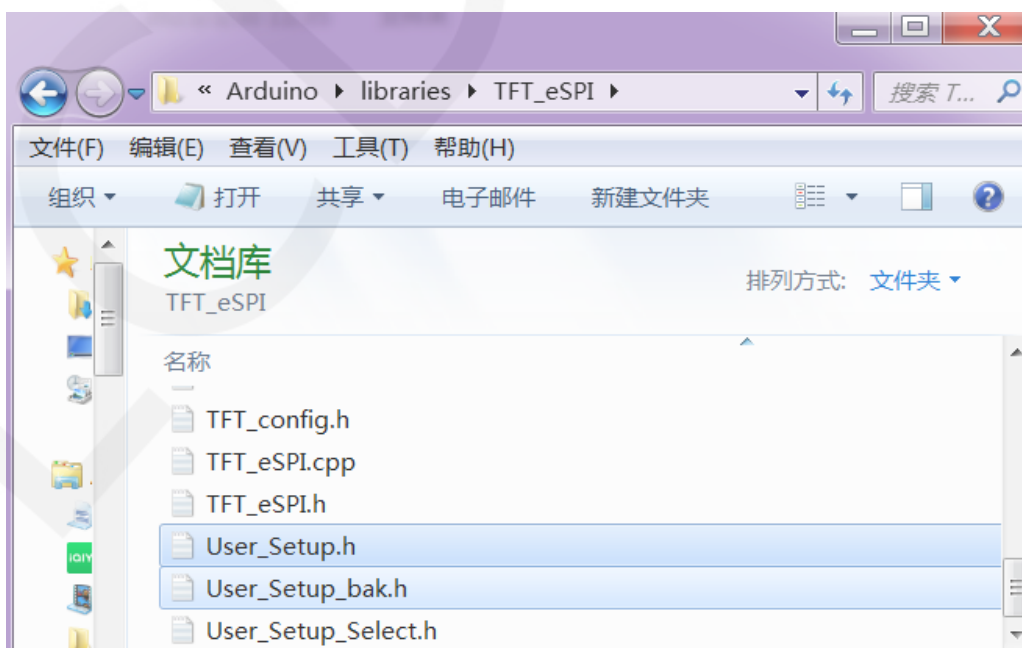 « Arduino libraries TFT_eSPI 搜索 T...
文件(F) 编辑(E) 查看(V) 工具(T) 帮助(H)
组织 打开 共享 电子邮件 新建文件夹
文档库
TFT_eSPI
排列方式: 文件夹
名称
TFT_config.h
TFT_eSPI.cpp
TFT_eSPI.h
User_Setup.h
User_Setup_bak.h
User_Setup_Select.h